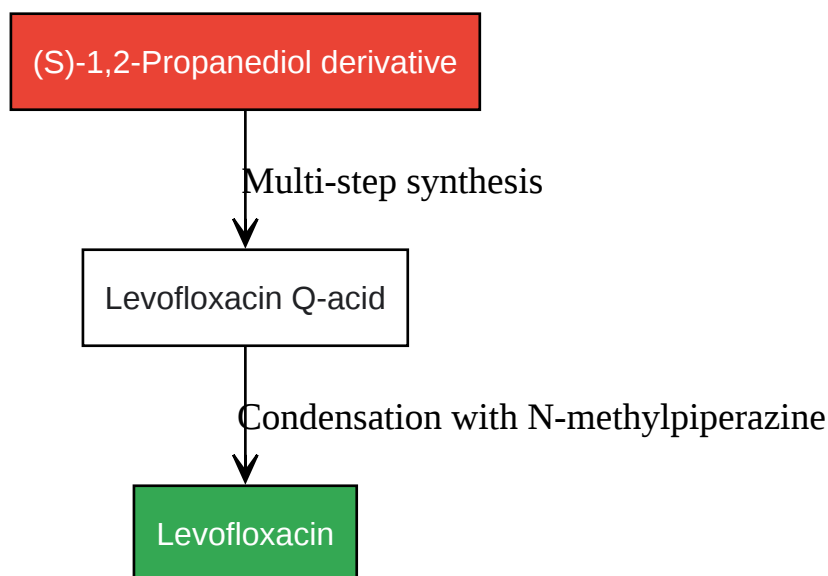 (S)-1,2-Propanediol derivative
Multi-step synthesis
Levofloxacin Q-acid
Condensation with N-methylpiperazine
Levofloxacin